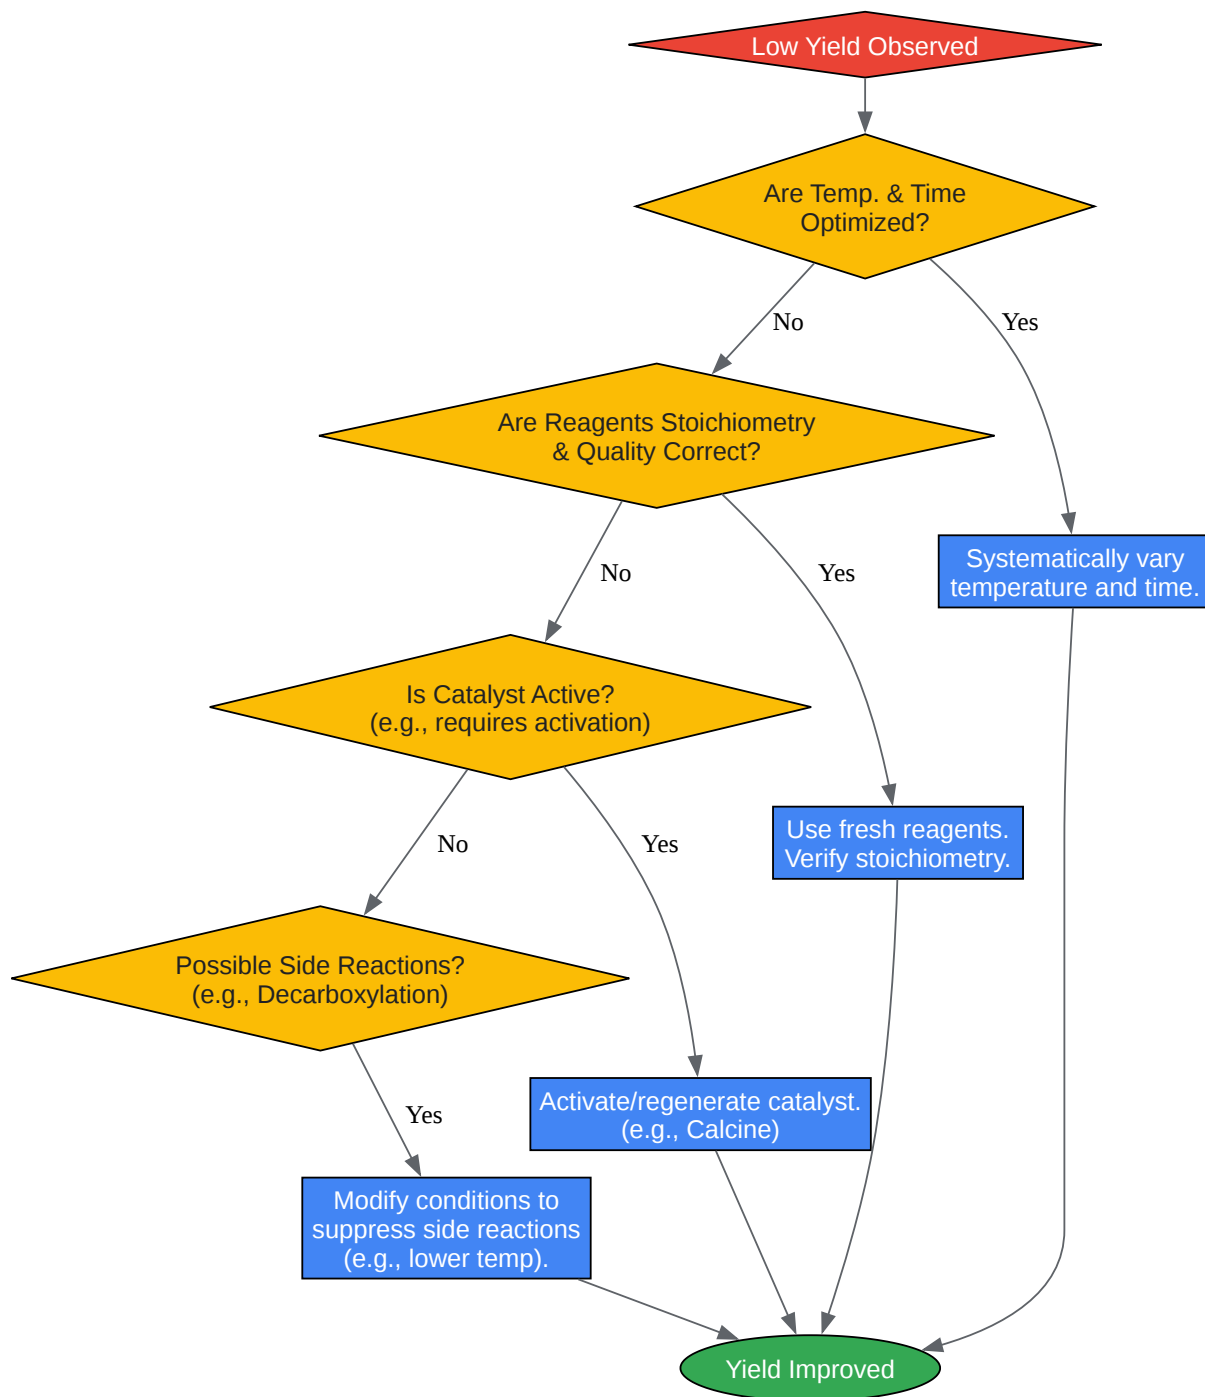 Low Yield Observed
Are Temp. & Time
Optimized?
No
Yes
Are Reagents Stoichiometry
& Quality Correct?
Systematically vary
temperature and time.
No
Yes
Is Catalyst Active?
(e.g., requires activation)
Use fresh reagents.
Verify stoichiometry.
No
Yes
Possible Side Reactions?
(e.g., Decarboxylation)
Activate/regenerate catalyst.
(e.g., Calcine)
Yes
Modify conditions to
suppress side reactions
(e.g., lower temp).
Yield Improved